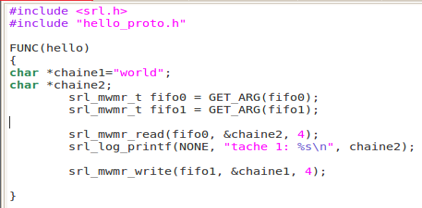 #include <srl.h>
#include "hello_proto.h"
FUNC(hello)
{
char *chaine1="world";
char *chaine2;
srl_mwmr_t fifo0 = GET_ARG(fifo0);
srl_mwmr_t fifo1 = GET_ARG(fifo1);
srl_mwmr_read(fifo0, &chaine2, 4);
srl_log_printf(NONE, "tache 1: %s\n", chaine2);
srl_mwmr_write(fifo1, &chaine1, 4);
}